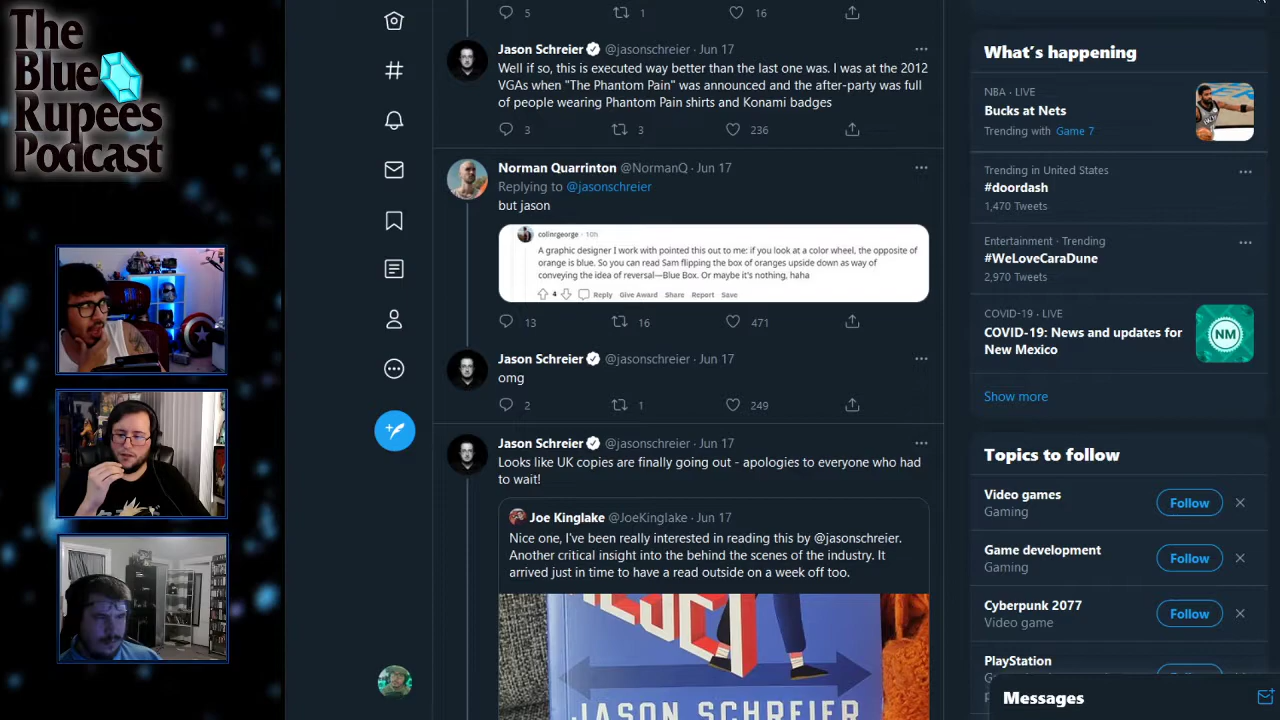 The
Blue
Rupees
Podcast
5
1
16
Jason Schreier @jasonschreier · Jun 17
Well if so, this is executed way better than the last one was. I was at the 2012
VGAs when "The Phantom Pain" was announced and the after-party was full
of people wearing Phantom Pain shirts and Konami badges
3
3
236
Norman Quarrinton @NormanQ · Jun 17
Replying to @jasonschreier
but jason
colinrgeorge · 10h
A graphic designer I work with pointed this out to me: if you look at a color wheel, the opposite of
orange is blue. So you can read Sam flipping the box of oranges upside down as way of
conveying the idea of reversal—Blue Box. Or maybe it's nothing, haha
4 Reply Give Award Share Report Save
13
16
471
Jason Schreier @jasonschreier · Jun 17
omg
2
1
249
Jason Schreier @jasonschreier · Jun 17
Looks like UK copies are finally going out - apologies to everyone who had
to wait!
Joe Kinglake @JoeKinglake · Jun 17
Nice one, I've been really interested in reading this by @jasonschreier.
Another critical insight into the behind the scenes of the industry. It
arrived just in time to have a read outside on a week off too.
JASON SCHREIER
What's happening
NBA · LIVE
Bucks at Nets
Trending with Game 7
Trending in United States
#doordash
1,470 Tweets
Entertainment · Trending
#WeLoveCaraDune
2,970 Tweets
COVID-19 · LIVE
COVID-19: News and updates for
New Mexico
NM
Show more
Topics to follow
Video games
Gaming
Follow
Game development
Gaming
Follow
Cyberpunk 2077
Video game
Follow
PlayStation
Messages